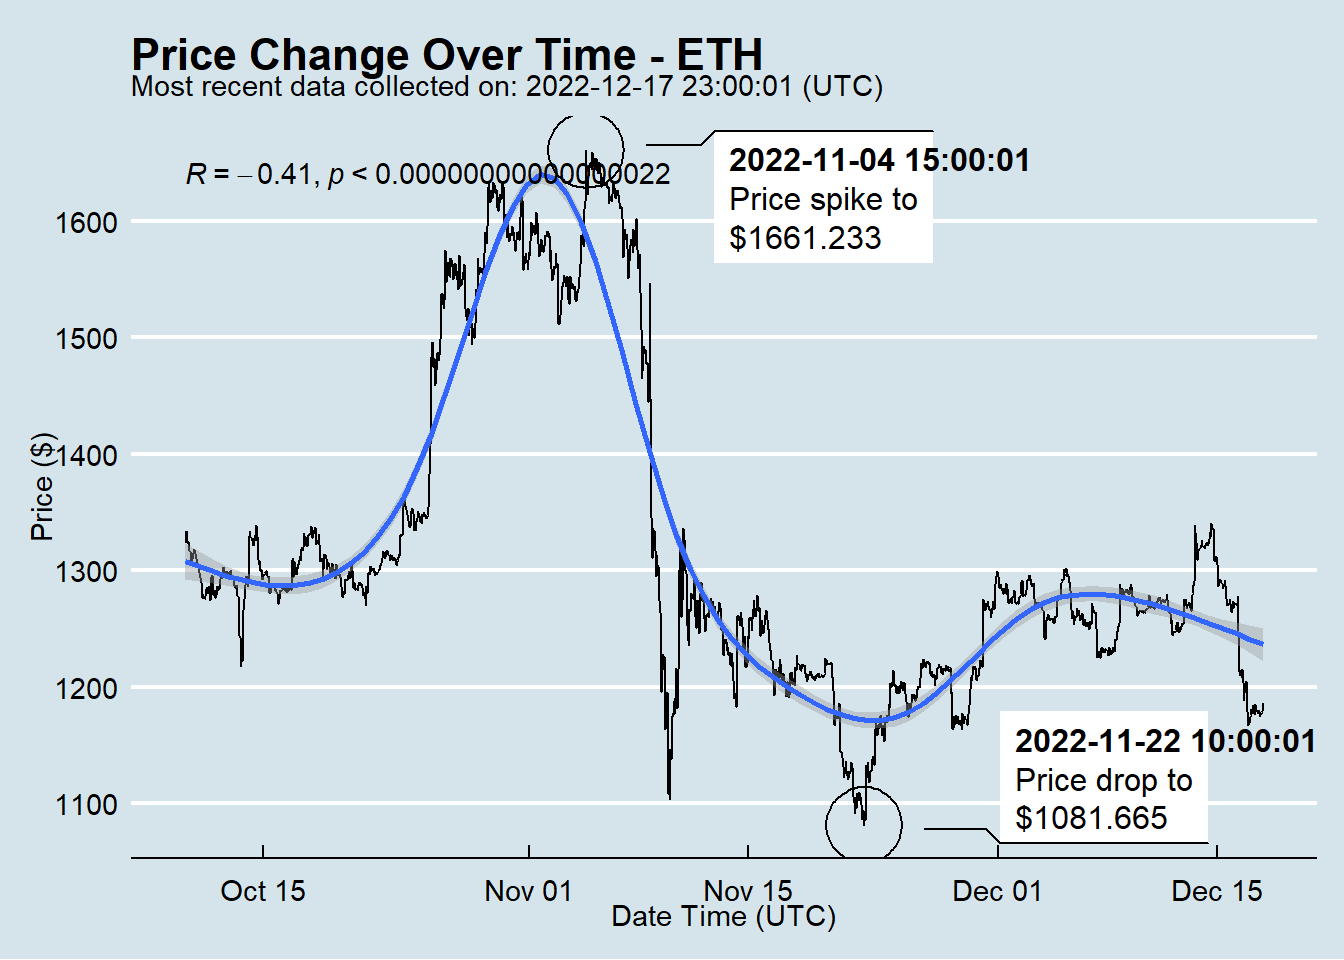 Price Change Over Time - ETH
Most recent data collected on: 2022-12-17 23:00:01 (UTC)
R = −0.41, p < 0.00000000000000022
2022-11-04 15:00:01
Price spike to
$1661.233
1600
1500
1400
1300
1200
1100
Price ($)
2022-11-22 10:00:01
Price drop to
$1081.665
Oct 15
Nov 01
Nov 15
Dec 01
Dec 15
Date Time (UTC)